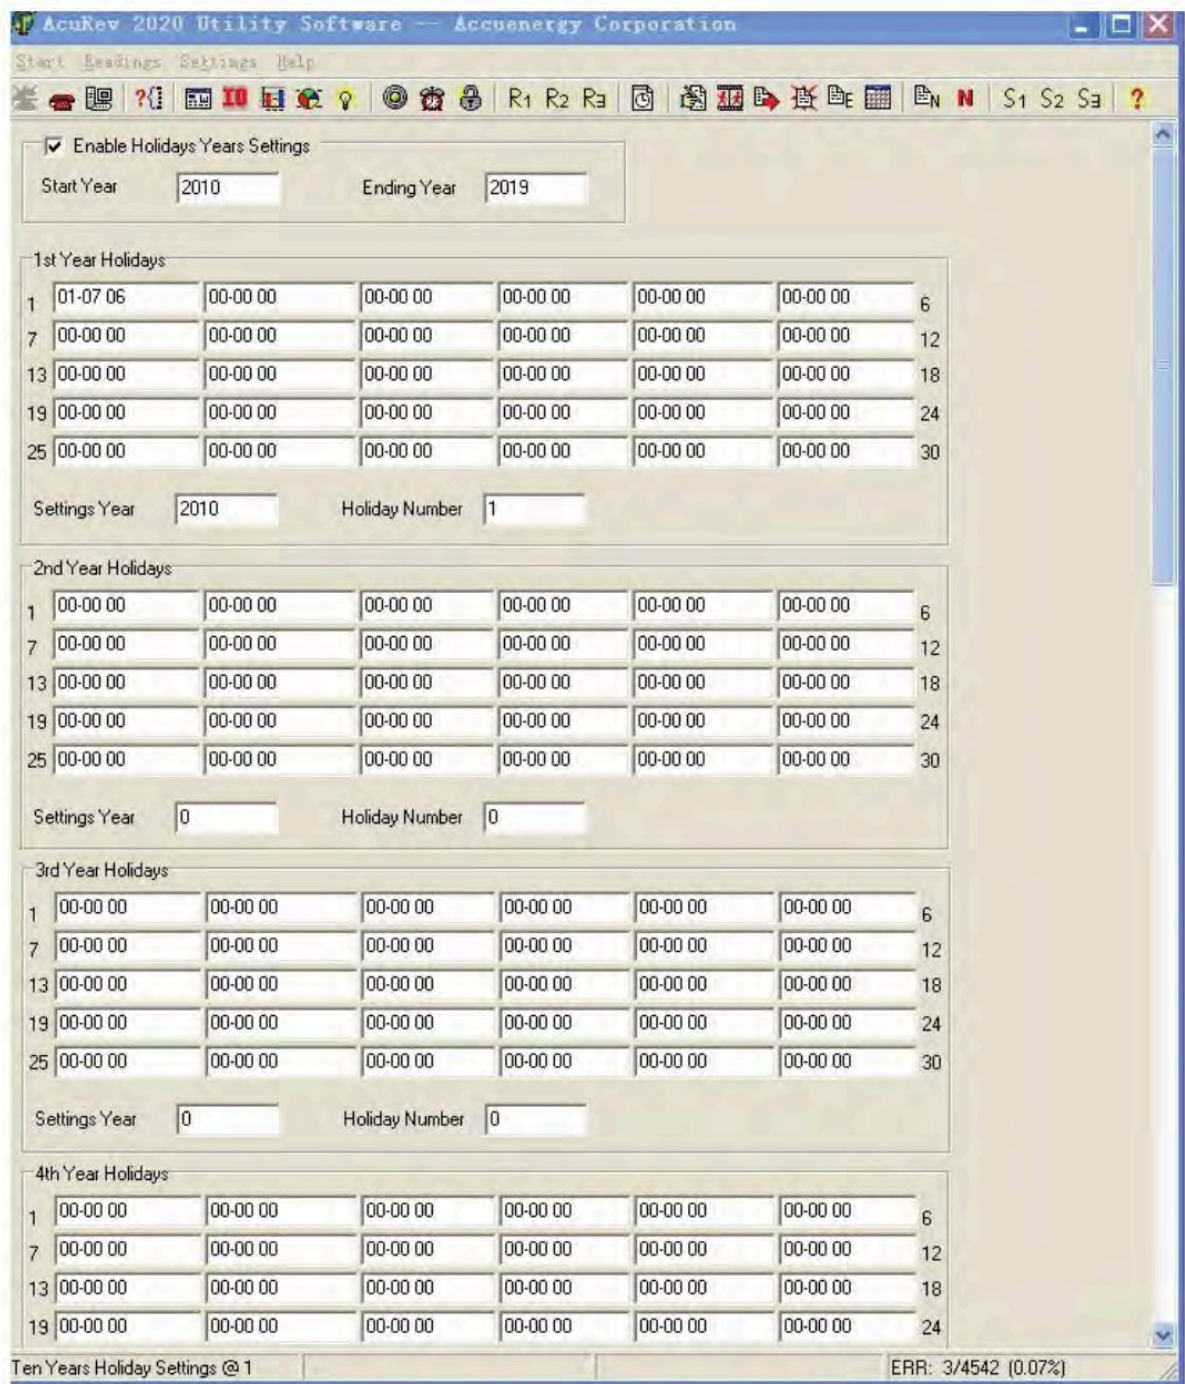 AcuRev 2020 Utility Software -- Accuenergy Corporation
Start Readings Settings Help
?{} IO R1 R2 R3 E N N S1 S2 S3 ?
Enable Holidays Years Settings
Start Year 2010 Ending Year 2019
1st Year Holidays
1 01-07 06 00-00 00 00-00 00 00-00 00 00-00 00 00-00 00 6
7 00-00 00 00-00 00 00-00 00 00-00 00 00-00 00 00-00 00 12
13 00-00 00 00-00 00 00-00 00 00-00 00 00-00 00 00-00 00 18
19 00-00 00 00-00 00 00-00 00 00-00 00 00-00 00 00-00 00 24
25 00-00 00 00-00 00 00-00 00 00-00 00 00-00 00 00-00 00 30
Settings Year 2010 Holiday Number 1
2nd Year Holidays
1 00-00 00 00-00 00 00-00 00 00-00 00 00-00 00 00-00 00 6
7 00-00 00 00-00 00 00-00 00 00-00 00 00-00 00 00-00 00 12
13 00-00 00 00-00 00 00-00 00 00-00 00 00-00 00 00-00 00 18
19 00-00 00 00-00 00 00-00 00 00-00 00 00-00 00 00-00 00 24
25 00-00 00 00-00 00 00-00 00 00-00 00 00-00 00 00-00 00 30
Settings Year 0 Holiday Number 0
3rd Year Holidays
1 00-00 00 00-00 00 00-00 00 00-00 00 00-00 00 00-00 00 6
7 00-00 00 00-00 00 00-00 00 00-00 00 00-00 00 00-00 00 12
13 00-00 00 00-00 00 00-00 00 00-00 00 00-00 00 00-00 00 18
19 00-00 00 00-00 00 00-00 00 00-00 00 00-00 00 00-00 00 24
25 00-00 00 00-00 00 00-00 00 00-00 00 00-00 00 00-00 00 30
Settings Year 0 Holiday Number 0
4th Year Holidays
1 00-00 00 00-00 00 00-00 00 00-00 00 00-00 00 00-00 00 6
7 00-00 00 00-00 00 00-00 00 00-00 00 00-00 00 00-00 00 12
13 00-00 00 00-00 00 00-00 00 00-00 00 00-00 00 00-00 00 18
19 00-00 00 00-00 00 00-00 00 00-00 00 00-00 00 00-00 00 24
Ten Years Holiday Settings @ 1 ERR: 3/4542 (0.07%)